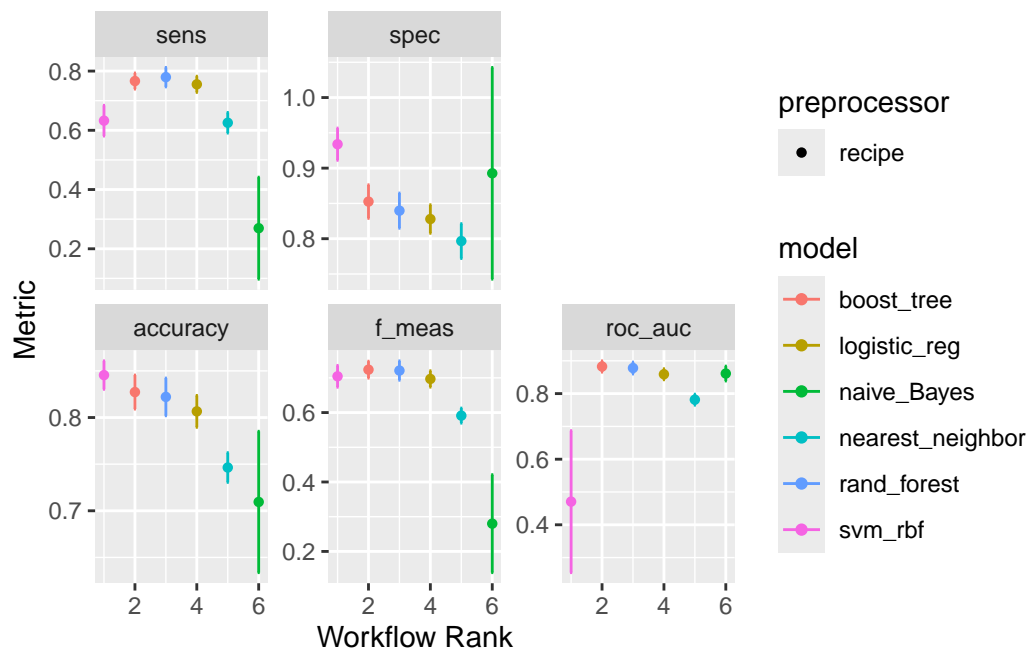 sens
spec
0.8
0.6
0.4
0.2
1.0
0.9
0.8
accuracy
f_meas
roc_auc
0.8
0.7
0.6
0.4
0.2
0.8
0.6
0.4
2 4 6
2 4 6
2 4 6
Metric
Workflow Rank
preprocessor
recipe
model
boost_tree
logistic_reg
naive_Bayes
nearest_neighbor
rand_forest
svm_rbf